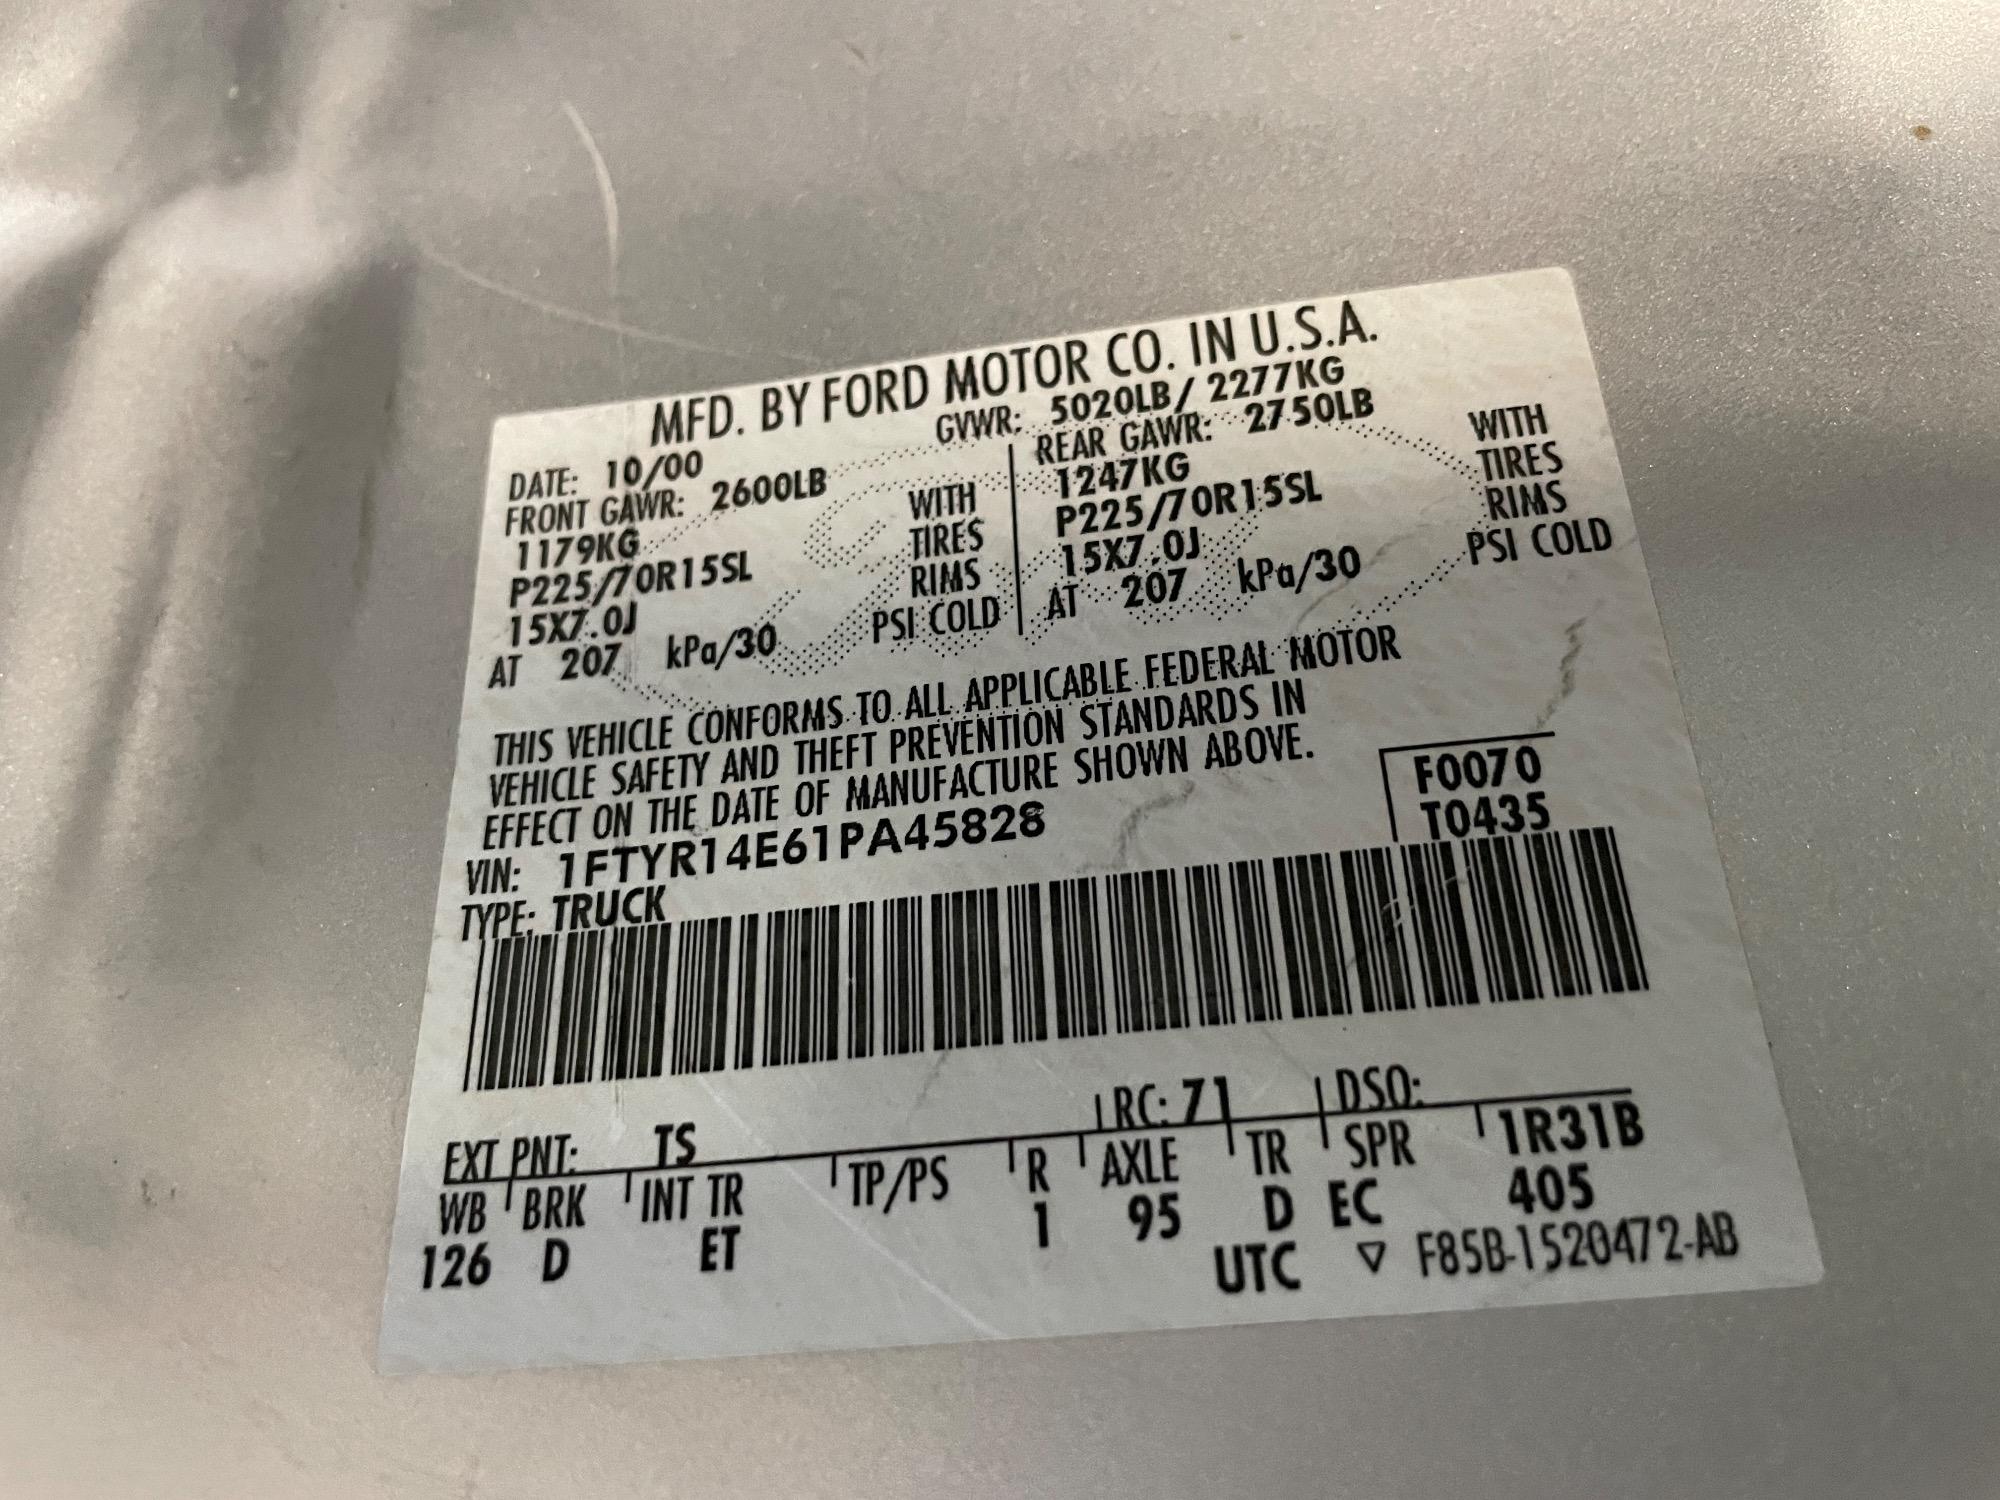 MFD. BY FORD MOTOR CO. IN U.S.A.
DATE: 10/00 GVWR: 5020LB/ 2277KG
FRONT GAWR: 2600LB
1179KG WITH
P225/70R15SL TIRES
15X7.0J RIMS
AT 207 kPa/30 PSI COLD
REAR GAWR: 2750LB
1247KG WITH
P225/70R15SL TIRES
15X7.0J RIMS
AT 207 kPa/30 PSI COLD
THIS VEHICLE CONFORMS TO ALL APPLICABLE FEDERAL MOTOR
VEHICLE SAFETY AND THEFT PREVENTION STANDARDS IN
EFFECT ON THE DATE OF MANUFACTURE SHOWN ABOVE.
VIN: 1FTYR14E61PA45828
TYPE: TRUCK
F0070
T0435
EXT PNT: TS RC: 71 DSO:
WB BRK INT TR TP/PS R AXLE TR SPR 1R31B
126 D ET 1 95 D EC 405
UTC ▽ F85B-1520472-AB